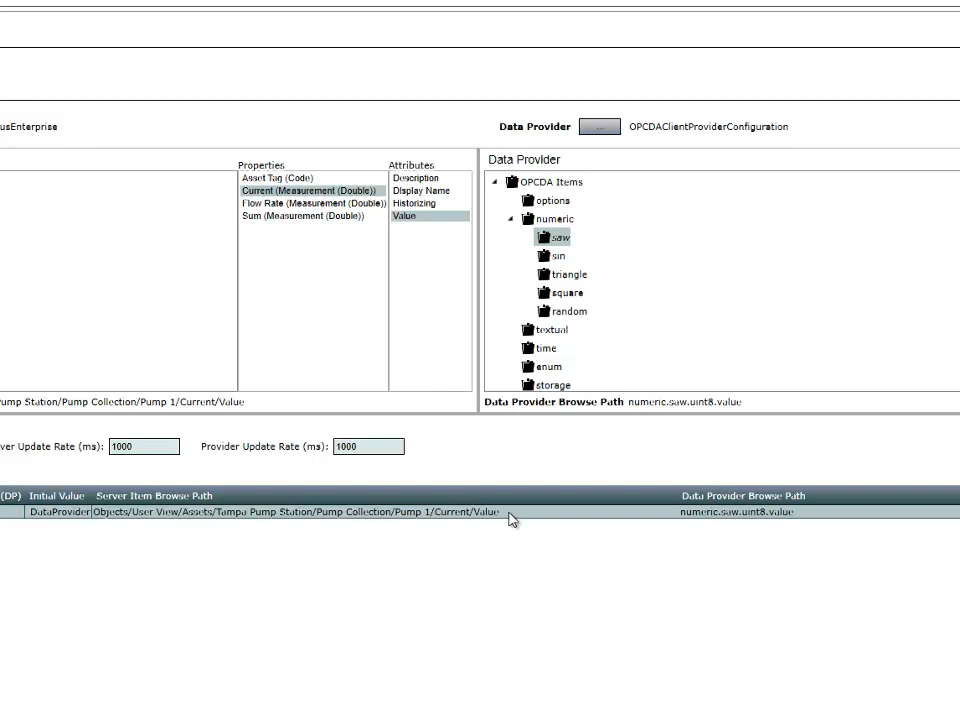 usEnterprise
Data Provider ... OPCDAClientProviderConfiguration
Properties
Asset Tag (Code)
Current (Measurement (Double))
Flow Rate (Measurement (Double))
Sum (Measurement (Double))
Attributes
Description
Display Name
Historizing
Value
Data Provider
OPCDA Items
options
numeric
saw
sin
triangle
square
random
textual
time
enum
storage
Pump Station/Pump Collection/Pump 1/Current/Value
Data Provider Browse Path numeric.saw.uint8.value
ver Update Rate (ms): 1000 Provider Update Rate (ms): 1000
(DP) Initial Value Server Item Browse Path Data Provider Browse Path
DataProvider Objects/User View/Assets/Tampa Pump Station/Pump Collection/Pump 1/Current/Value numeric.saw.uint8.value